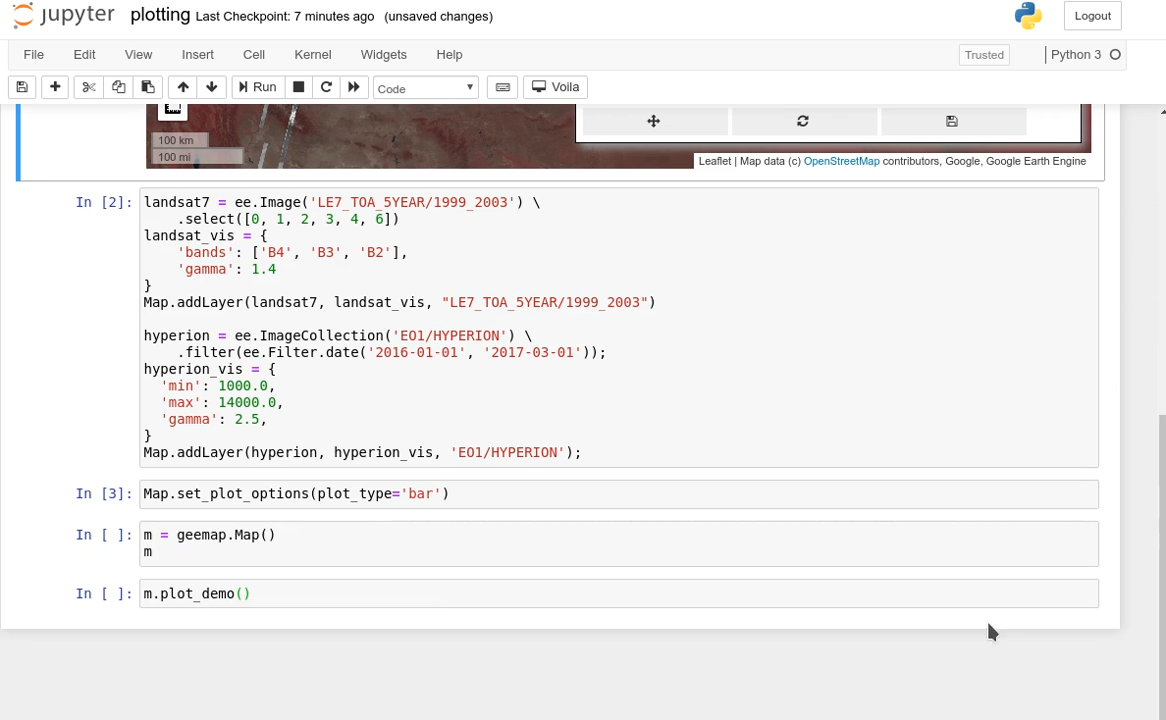 jupyter plotting Last Checkpoint: 7 minutes ago (unsaved changes) Logout
File Edit View Insert Cell Kernel Widgets Help Trusted Python 3
Run Code Voila
100 km
100 mi
Leaflet | Map data (c) OpenStreetMap contributors, Google, Google Earth Engine
In [2]: landsat7 = ee.Image('LE7_TOA_5YEAR/1999_2003') \
.select([0, 1, 2, 3, 4, 6])
landsat_vis = {
'bands': ['B4', 'B3', 'B2'],
'gamma': 1.4
}
Map.addLayer(landsat7, landsat_vis, "LE7_TOA_5YEAR/1999_2003")
hyperion = ee.ImageCollection('EO1/HYPERION') \
.filter(ee.Filter.date('2016-01-01', '2017-03-01'));
hyperion_vis = {
'min': 1000.0,
'max': 14000.0,
'gamma': 2.5,
}
Map.addLayer(hyperion, hyperion_vis, 'EO1/HYPERION');
In [3]: Map.set_plot_options(plot_type='bar')
In [ ]: m = geemap.Map()
m
In [ ]: m.plot_demo()